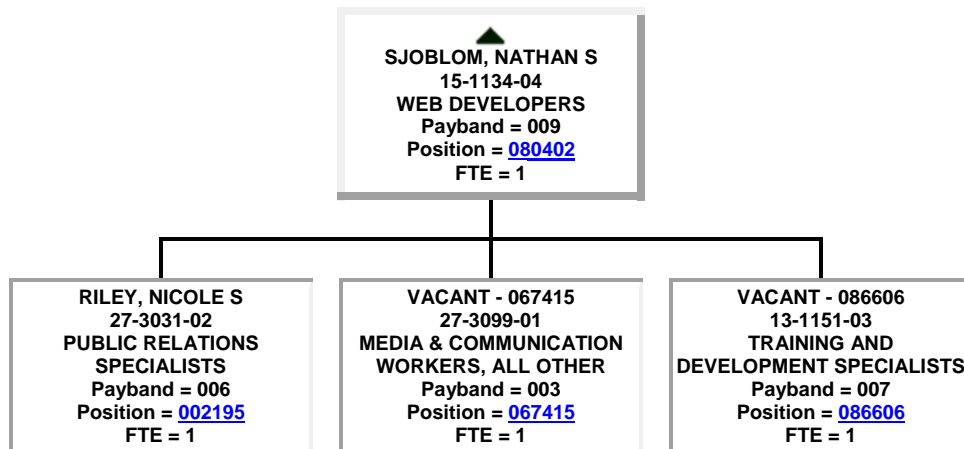 SJOBLOM, NATHAN S
15-1134-04
WEB DEVELOPERS
Payband = 009
Position = 080402
FTE = 1
RILEY, NICOLE S
27-3031-02
PUBLIC RELATIONS
SPECIALISTS
Payband = 006
Position = 002195
FTE = 1
VACANT - 067415
27-3099-01
MEDIA & COMMUNICATION
WORKERS, ALL OTHER
Payband = 003
Position = 067415
FTE = 1
VACANT - 086606
13-1151-03
TRAINING AND
DEVELOPMENT SPECIALISTS
Payband = 007
Position = 086606
FTE = 1